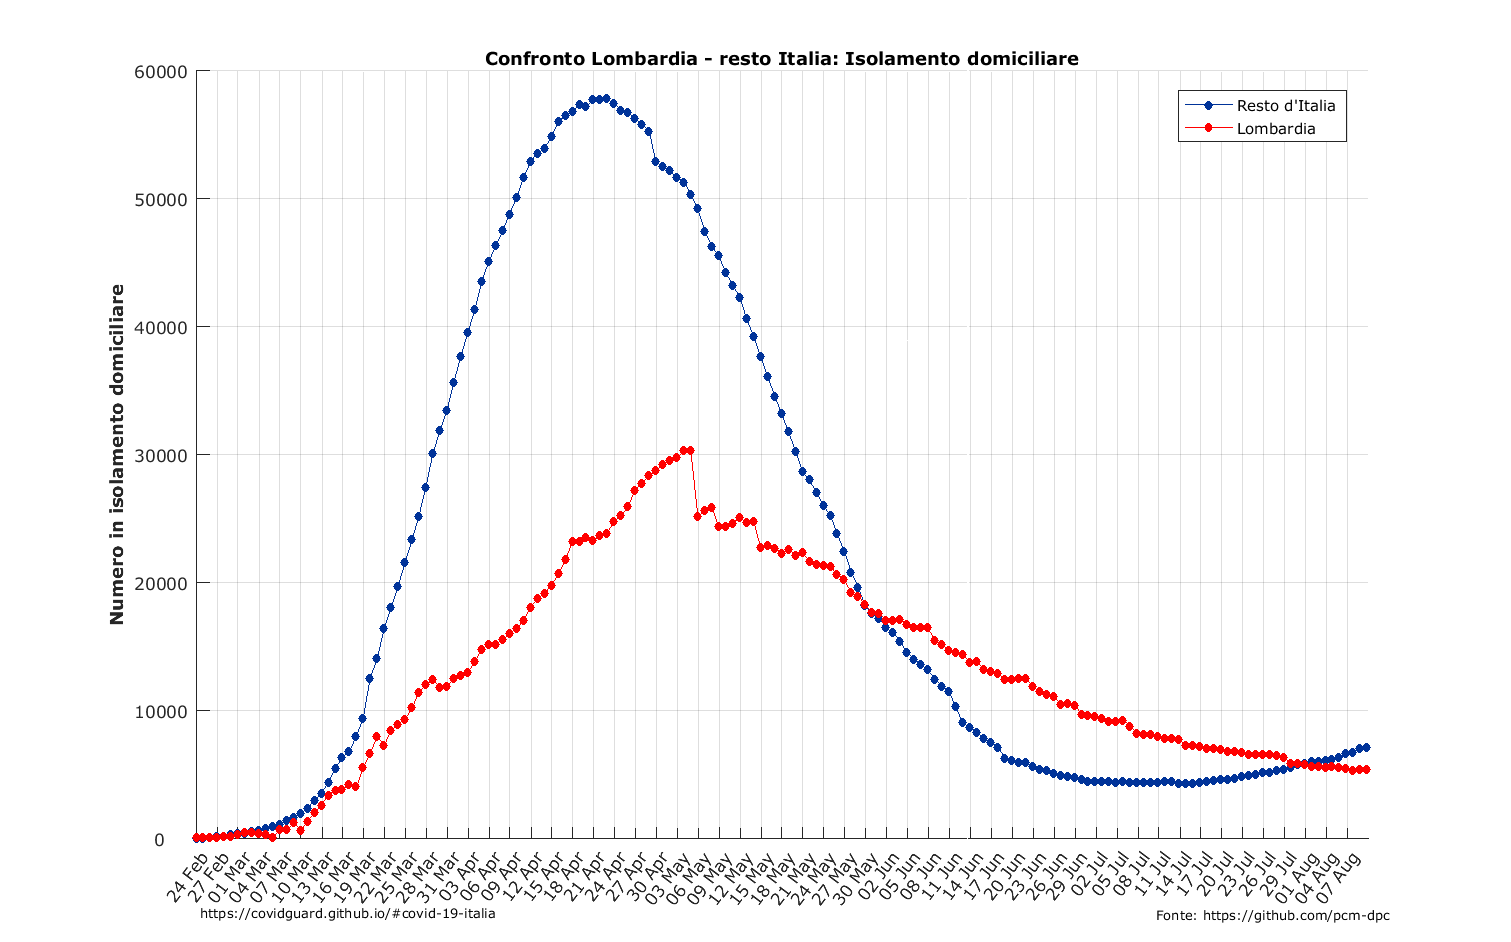 Confronto Lombardia - resto Italia: Isolamento domiciliare
60000
50000
40000
30000
20000
10000
0
Numero in isolamento domiciliare
Resto d'Italia
Lombardia
24 Feb
27 Feb
01 Mar
04 Mar
07 Mar
10 Mar
13 Mar
16 Mar
19 Mar
22 Mar
25 Mar
28 Mar
31 Mar
03 Apr
06 Apr
09 Apr
12 Apr
15 Apr
18 Apr
21 Apr
24 Apr
27 Apr
30 Apr
03 May
06 May
09 May
12 May
15 May
18 May
21 May
24 May
27 May
30 May
02 Jun
05 Jun
08 Jun
11 Jun
14 Jun
17 Jun
20 Jun
23 Jun
26 Jun
29 Jun
02 Jul
05 Jul
08 Jul
11 Jul
14 Jul
17 Jul
20 Jul
23 Jul
26 Jul
29 Jul
01 Aug
04 Aug
07 Aug
https://covidguard.github.io/#covid-19-italia
Fonte: https://github.com/pcm-dpc